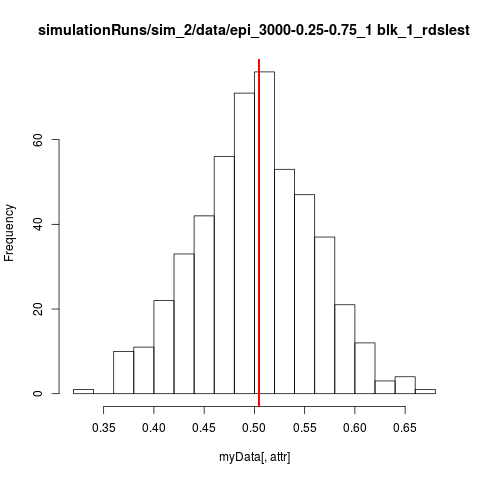 simulationRuns/sim_2/data/epi_3000-0.25-0.75_1 blk_1_rdslest
Frequency
60
40
20
0
0.35 0.40 0.45 0.50 0.55 0.60 0.65
myData[, attr]